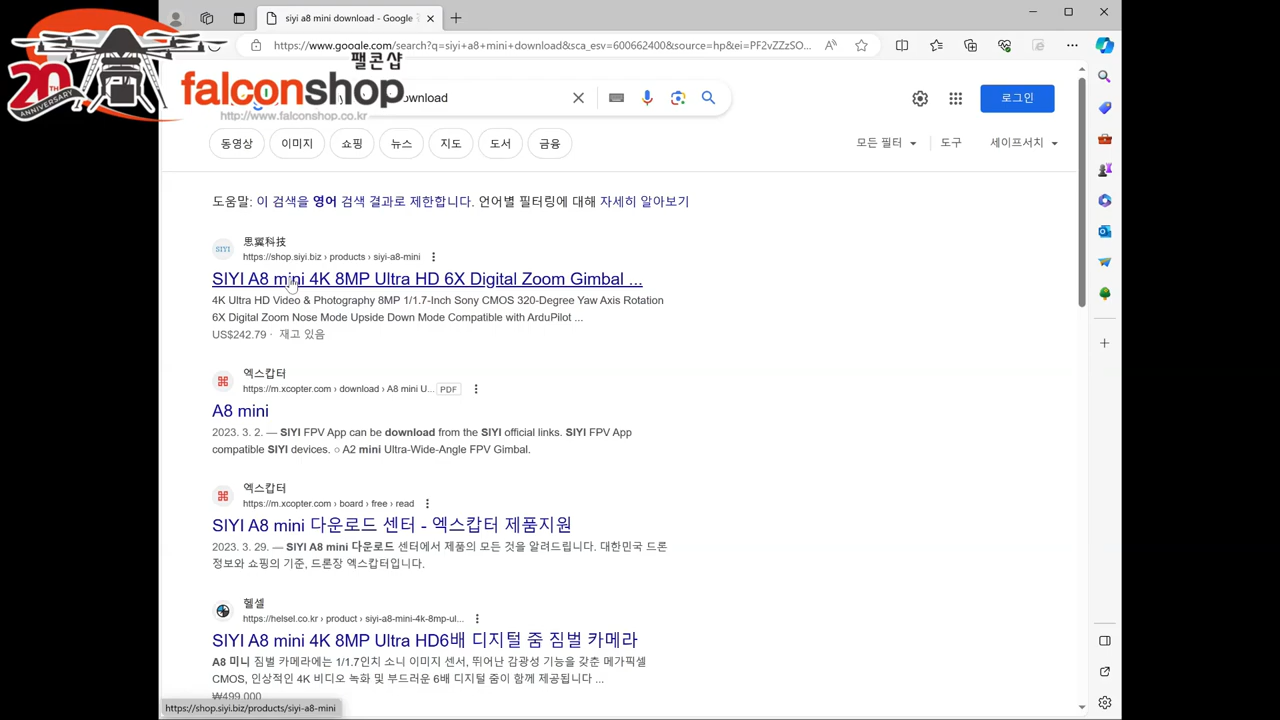 siyi a8 mini download - Google
https://www.google.com/search?q=siyi+a8+mini+download&sca_esv=600662400&source=hp&ei=PF2vZZzSO...
20TH
ANNIVERSARY
팰콘샵
falconshop
http://www.falconshop.co.kr
ownload
로그인
동영상
이미지
쇼핑
뉴스
지도
도서
금융
모든 필터
도구
세이프서치
도움말: 이 검색을 영어 검색 결과로 제한합니다. 언어별 필터링에 대해 자세히 알아보기
SIYI
思翼科技
https://shop.siyi.biz › products › siyi-a8-mini
SIYI A8 mini 4K 8MP Ultra HD 6X Digital Zoom Gimbal ...
4K Ultra HD Video & Photography 8MP 1/1.7-Inch Sony CMOS 320-Degree Yaw Axis Rotation
6X Digital Zoom Nose Mode Upside Down Mode Compatible with ArduPilot ...
US$242.79 · 재고 있음
엑스캅터
https://m.xcopter.com › download › A8 mini U... PDF
A8 mini
2023. 3. 2. — SIYI FPV App can be download from the SIYI official links. SIYI FPV App
compatible SIYI devices. ○ A2 mini Ultra-Wide-Angle FPV Gimbal.
엑스캅터
https://m.xcopter.com › board › free › read
SIYI A8 mini 다운로드 센터 - 엑스캅터 제품지원
2023. 3. 29. — SIYI A8 mini 다운로드 센터에서 제품의 모든 것을 알려드립니다. 대한민국 드론
정보와 쇼핑의 기준, 드론장 엑스캅터입니다.
헬셀
https://helsel.co.kr › product › siyi-a8-mini-4k-8mp-ul...
SIYI A8 mini 4K 8MP Ultra HD6배 디지털 줌 짐벌 카메라
A8 미니 짐벌 카메라에는 1/1.7인치 소니 이미지 센서, 뛰어난 감광성 기능을 갖춘 메가픽셀
CMOS, 인상적인 4K 비디오 녹화 및 부드러운 6배 디지털 줌이 함께 제공됩니다 ...
₩499,000
https://shop.siyi.biz/products/siyi-a8-mini